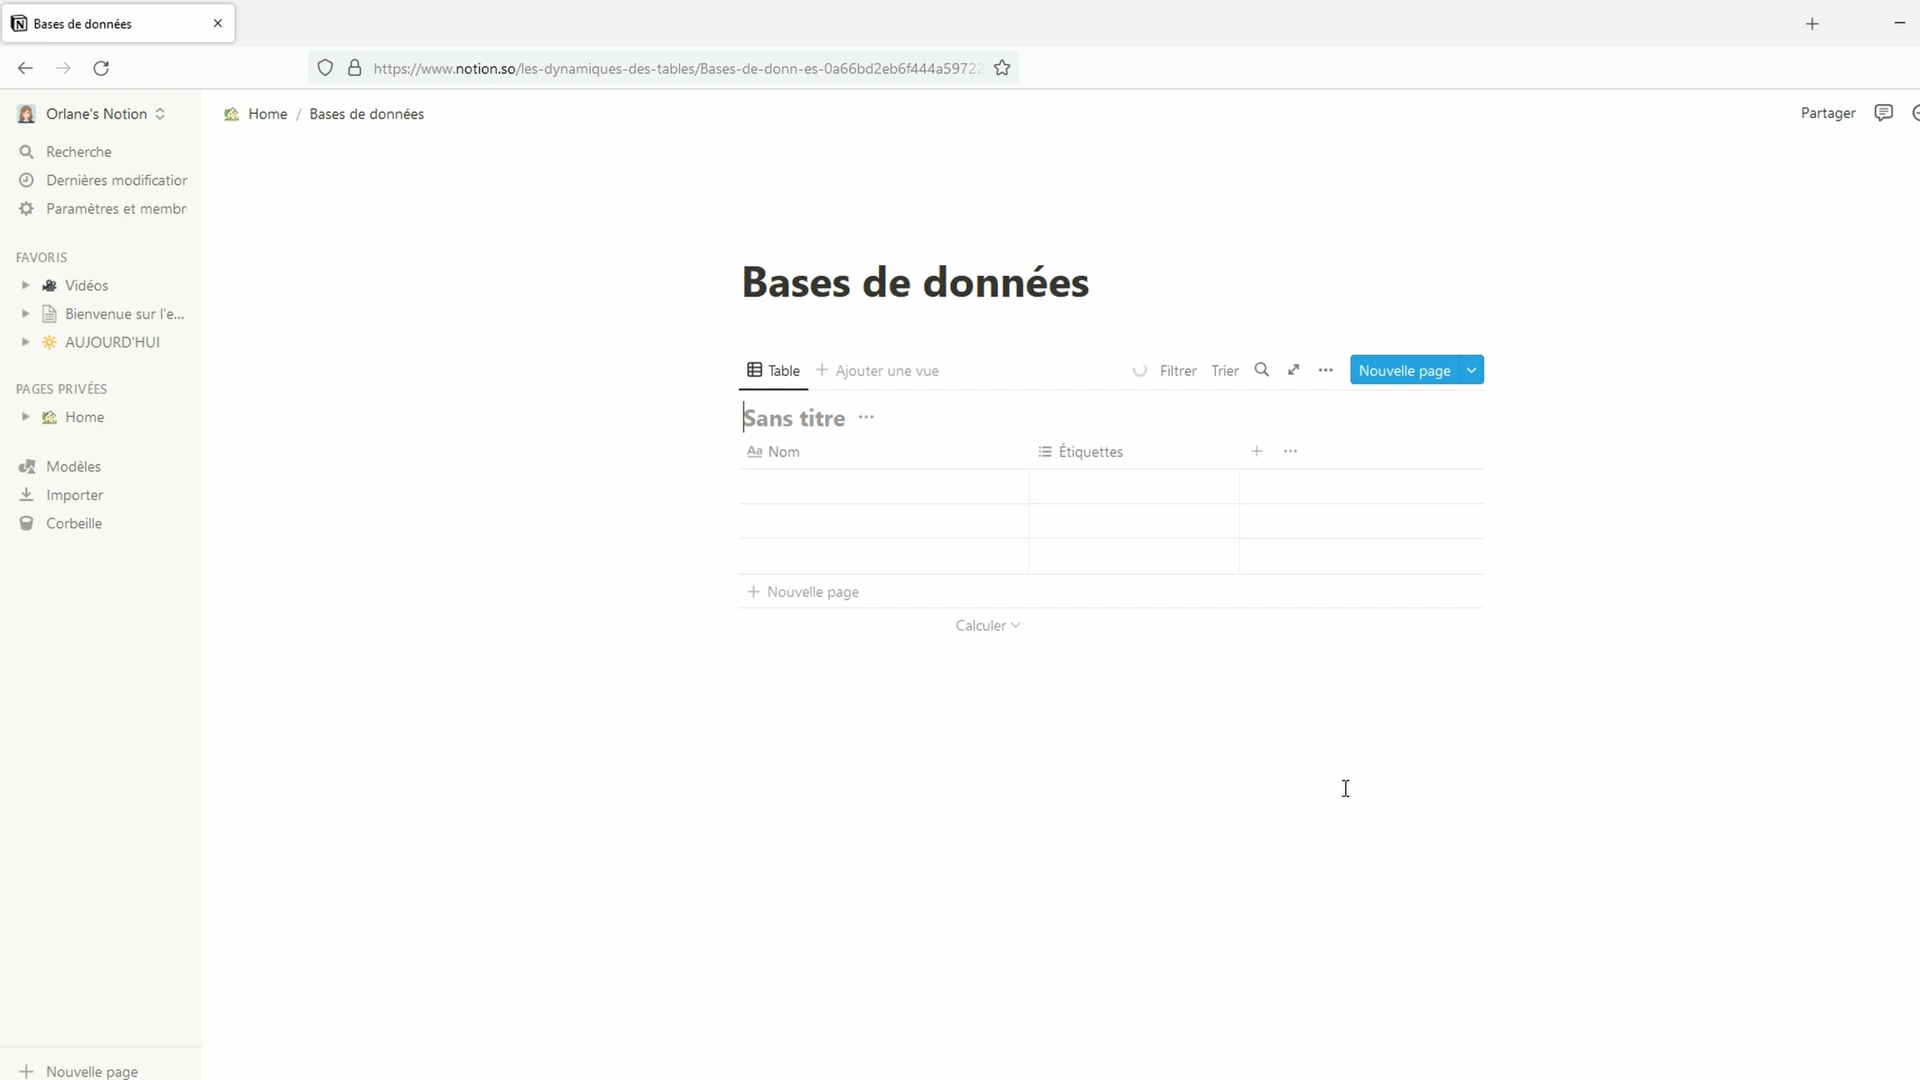 Bases de données
https://www.notion.so/les-dynamiques-des-tables/Bases-de-donn-es-0a66bd2eb6f444a59722
Orlane's Notion
Home / Bases de données
Partager
Recherche
Dernières modification
Paramètres et membr
FAVORIS
Vidéos
Bienvenue sur l'e...
AUJOURD'HUI
PAGES PRIVÉES
Home
Modèles
Importer
Corbeille
Nouvelle page
Bases de données
Table + Ajouter une vue Filtrer Trier Nouvelle page
Sans titre
Aa Nom Étiquettes
+ Nouvelle page
Calculer